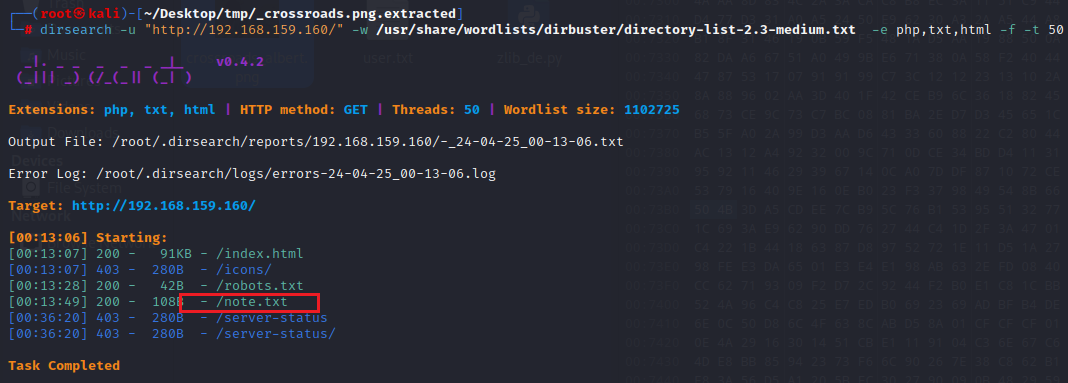 (root㉿kali)-[~/Desktop/tmp/_crossroads.png.extracted]
# dirsearch -u "http://192.168.159.160/" -w /usr/share/wordlists/dirbuster/directory-list-2.3-medium.txt -e php,txt,html -f -t 50
v0.4.2
Extensions: php, txt, html | HTTP method: GET | Threads: 50 | Wordlist size: 1102725
Output File: /root/.dirsearch/reports/192.168.159.160/-_24-04-25_00-13-06.txt
Error Log: /root/.dirsearch/logs/errors-24-04-25_00-13-06.log
Target: http://192.168.159.160/
[00:13:06] Starting:
[00:13:07] 200 - 91KB - /index.html
[00:13:07] 403 - 280B - /icons/
[00:13:28] 200 - 42B - /robots.txt
[00:13:49] 200 - 108B - /note.txt
[00:36:20] 403 - 280B - /server-status
[00:36:20] 403 - 280B - /server-status/
Task Completed